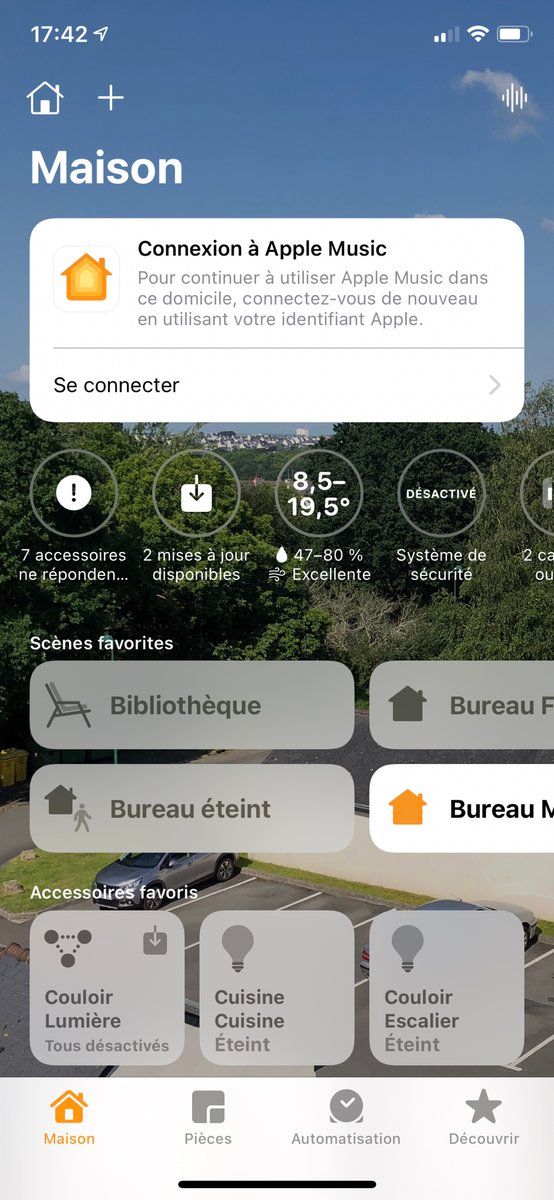 17:42
Maison
Connexion à Apple Music
Pour continuer à utiliser Apple Music dans
ce domicile, connectez-vous de nouveau
en utilisant votre identifiant Apple.
Se connecter
8,5–
19,5°
DÉSACTIVÉ
7 accessoires
ne réponden...
2 mises à jour
disponibles
47–80 %
Excellente
Système de
sécurité
2 ca
ou
Scènes favorites
Bibliothèque
Bureau F
Bureau éteint
Bureau M
Accessoires favoris
Couloir
Lumière
Tous désactivés
Cuisine
Cuisine
Éteint
Couloir
Escalier
Éteint
Maison
Pièces
Automatisation
Découvrir